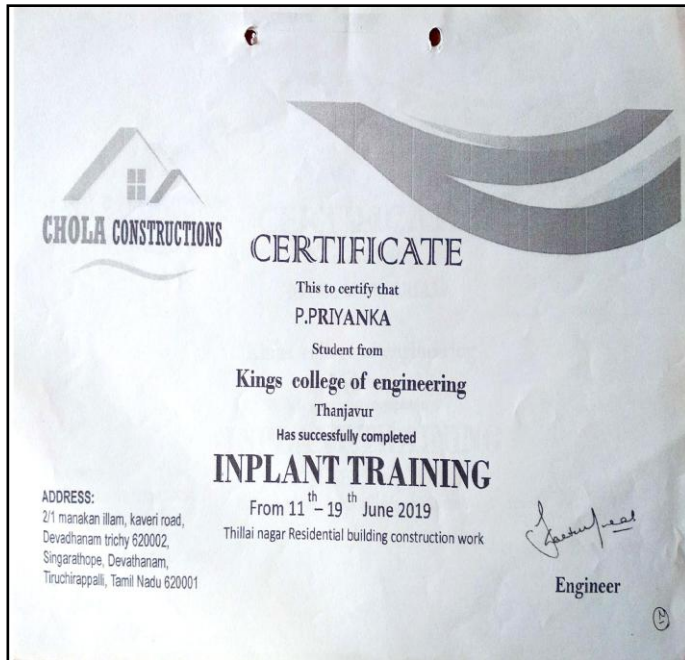 CHOLA CONSTRUCTIONS
CERTIFICATE
This to certify that
P.PRIYANKA
Student from
Kings college of engineering
Thanjavur
Has successfully completed
INPLANT TRAINING
From 11th – 19th June 2019
Thillai nagar Residential building construction work
ADDRESS:
2/1 manakan illam, kaveri road,
Devadhanam trichy 620002,
Singarathope, Devathanam,
Tiruchirappalli, Tamil Nadu 620001
Engineer